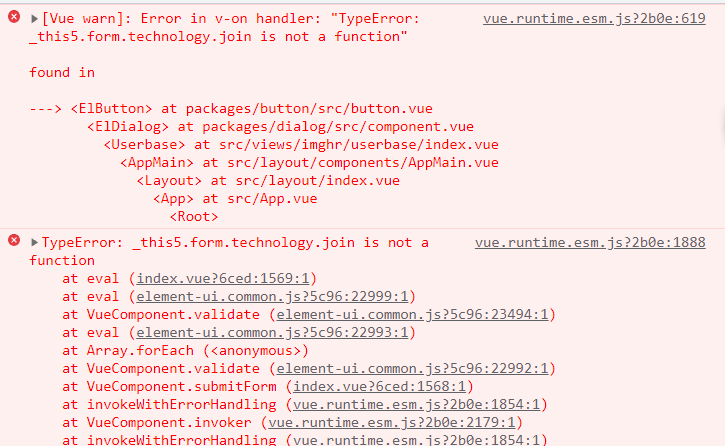 ▶[Vue warn]: Error in v-on handler: "TypeError: vue.runtime.esm.js?2b0e:619
_this5.form.technology.join is not a function"
found in
---> <ElButton> at packages/button/src/button.vue
<ElDialog> at packages/dialog/src/component.vue
<Userbase> at src/views/imghr/userbase/index.vue
<AppMain> at src/layout/components/AppMain.vue
<Layout> at src/layout/index.vue
<App> at src/App.vue
<Root>
▶TypeError: _this5.form.technology.join is not a vue.runtime.esm.js?2b0e:1888
function
at eval (index.vue?6ced:1569:1)
at eval (element-ui.common.js?5c96:22999:1)
at VueComponent.validate (element-ui.common.js?5c96:23494:1)
at eval (element-ui.common.js?5c96:22993:1)
at Array.forEach (<anonymous>)
at VueComponent.validate (element-ui.common.js?5c96:22992:1)
at VueComponent.submitForm (index.vue?6ced:1568:1)
at invokeWithErrorHandling (vue.runtime.esm.js?2b0e:1854:1)
at VueComponent.invoker (vue.runtime.esm.js?2b0e:2179:1)
at invokeWithErrorHandling (vue.runtime.esm.js?2b0e:1854:1)